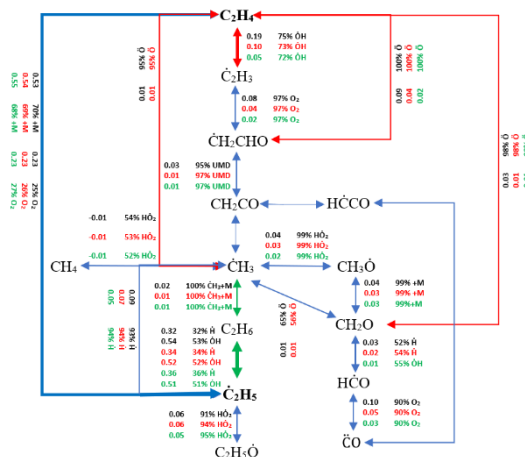 C₂H₄
0.19 75% ȮH
0.10 73% ȮH
0.05 72% ȮH
Ċ₂H₃
0.08 97% O₂
0.04 97% O₂
0.02 97% O₂
ĊH₂CHO
0.03 95% UMD
0.01 97% UMD
0.01 97% UMD
CH₂CO
HĊCO
95% Ö
0.01
95% Ö
0.01
100% Ö
0.09
100% Ö
0.04
100% Ö
0.02
98% Ö
0.03
98% Ö
0.01
0.53 70% +M 0.23 25% O₂
0.54 69% +M 0.23 26% O₂
0.55 68% +M 0.23 27% O₂
-0.01 54% HȮ₂
-0.01 53% HȮ₂
-0.01 52% HȮ₂
CH₄
ĊH₃
0.04 99% HȮ₂
0.03 99% HȮ₂
0.02 99% HȮ₂
CH₃Ȯ
0.04 99% +M
0.03 99% +M
0.03 99%+M
CH₂O
0.02 100% ĊH₃+M
0.01 100% ĊH₃+M
0.01 100% ĊH₃+M
C₂H₆
0.09 93% Ḣ
0.07 94% Ḣ
0.05 94% Ḣ
65% Ö
0.01
56% Ö
0.01
0.32 32% Ḣ
0.54 53% ȮH
0.34 34% Ḣ
0.52 52% ȮH
0.36 36% Ḣ
0.51 51% ȮH
Ċ₂H₅
0.03 52% Ḣ
0.02 54% Ḣ
0.01 55% ȮH
HĊO
0.06 91% HȮ₂
0.06 94% HȮ₂
0.05 95% HȮ₂
C₂H₅Ȯ
0.10 90% O₂
0.05 90% O₂
0.03 90% O₂
C̈O